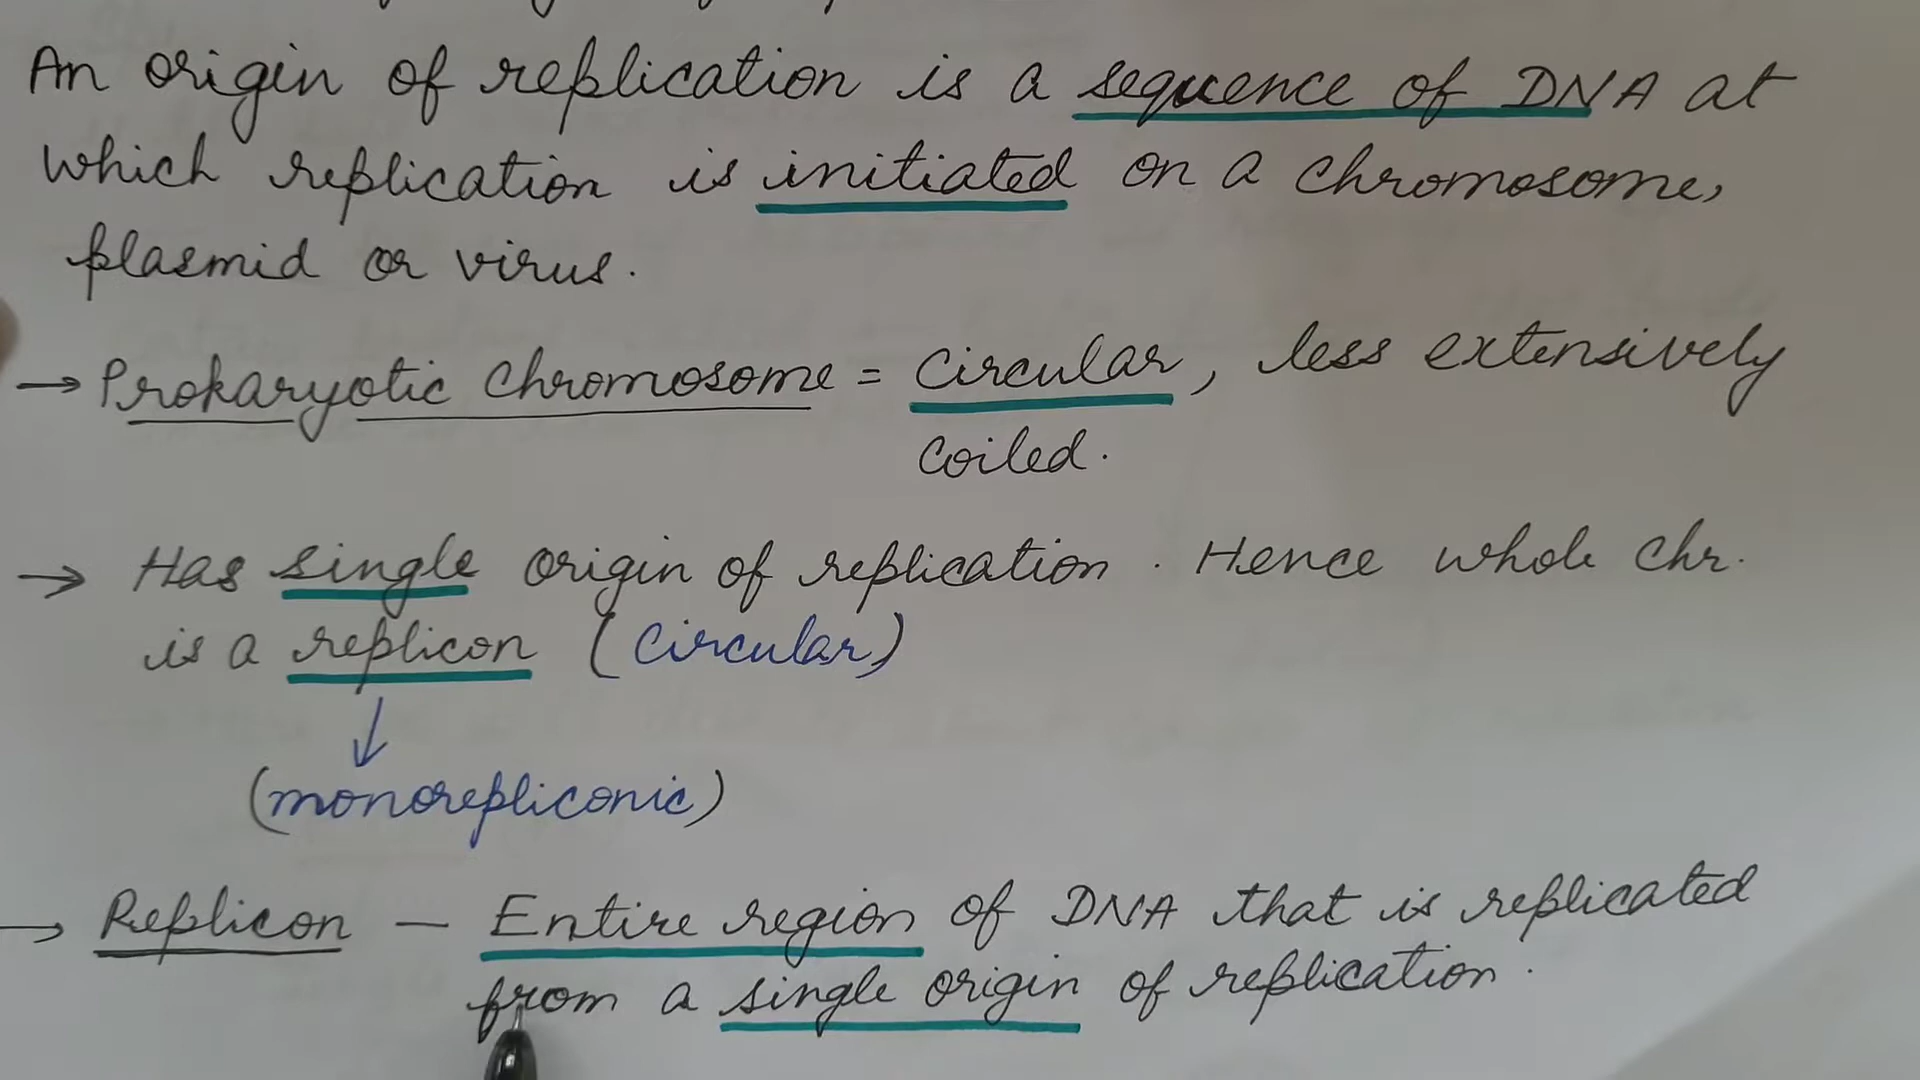 An origin of replication is a sequence of DNA at
which replication is initiated on a chromosome,
plasmid or virus.
→ Prokaryotic chromosome = Circular, less extensively
coiled.
→ Has single origin of replication. Hence whole chr.
is a replicon (Circular)
↓
(monorepliconic)
→ Replicon — Entire region of DNA that is replicated
from a single origin of replication.